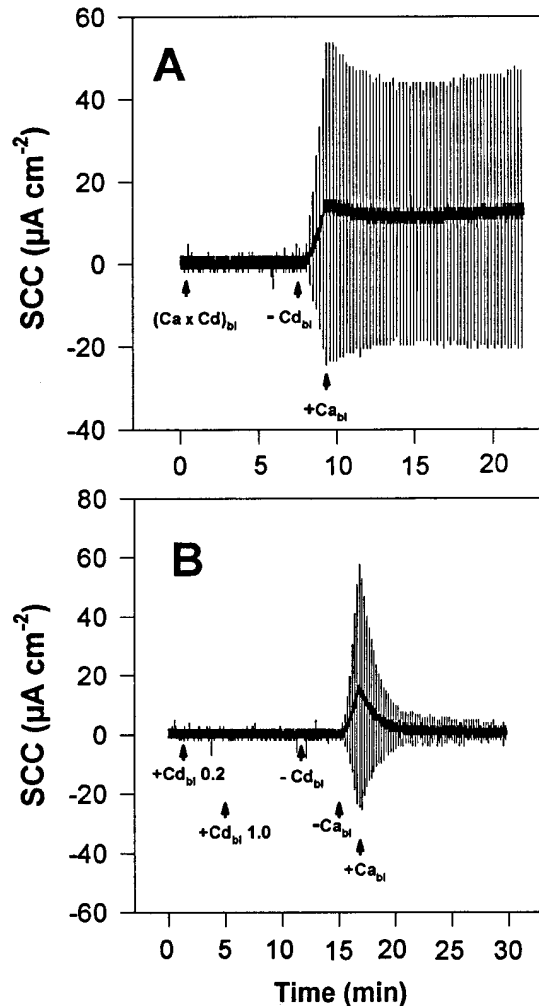 60
40
20
0
-20
-40
SCC (µA cm-2)
A
(Ca x Cd)bl
- Cdbl
+Cabl
0 5 10 15 20
80
60
40
20
0
-20
-40
-60
SCC (µA cm-2)
B
+Cdbl 0.2
- Cdbl
+Cdbl 1.0
-Cabl
+Cabl
0 5 10 15 20 25 30
Time (min)